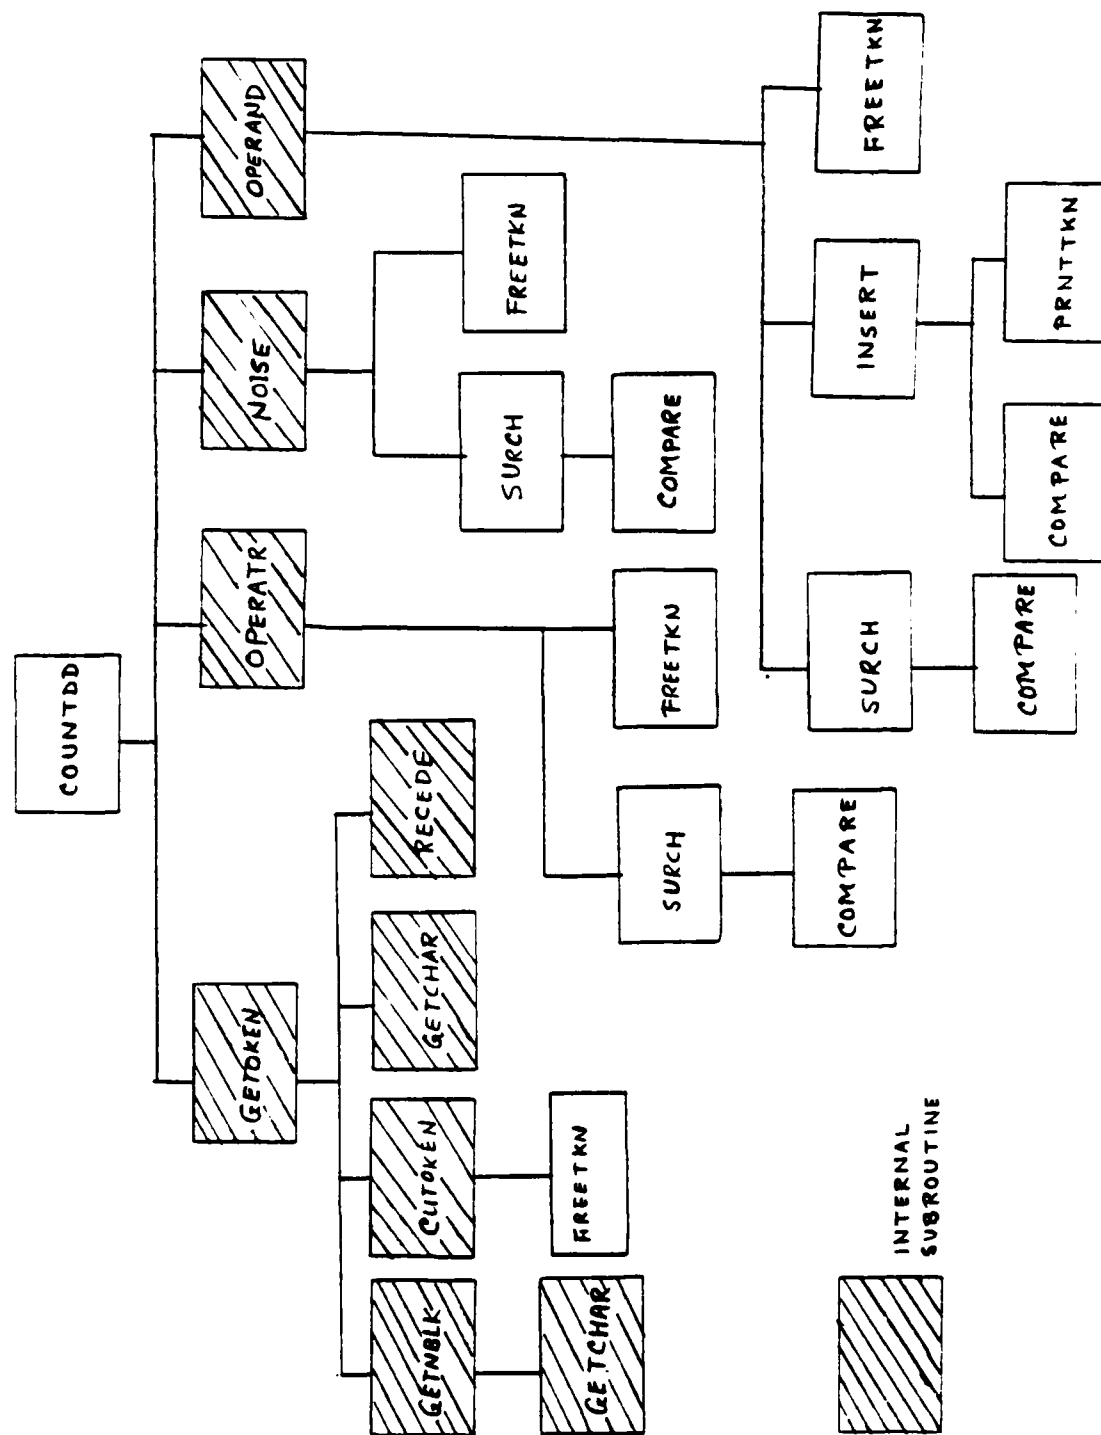 COUNTDD
GETOKEN
OPERATR
NOISE
OPERAND
GETNBLK
CUTOKEN
GETCHAR
RECEDE
SURCH
FREETKN
GETCHAR
FREETKN
SURCH
FREETKN
COMPARE
COMPARE
SURCH
INSERT
FREETKN
COMPARE
COMPARE
PRNTTKN
INTERNAL
SUBROUTINE